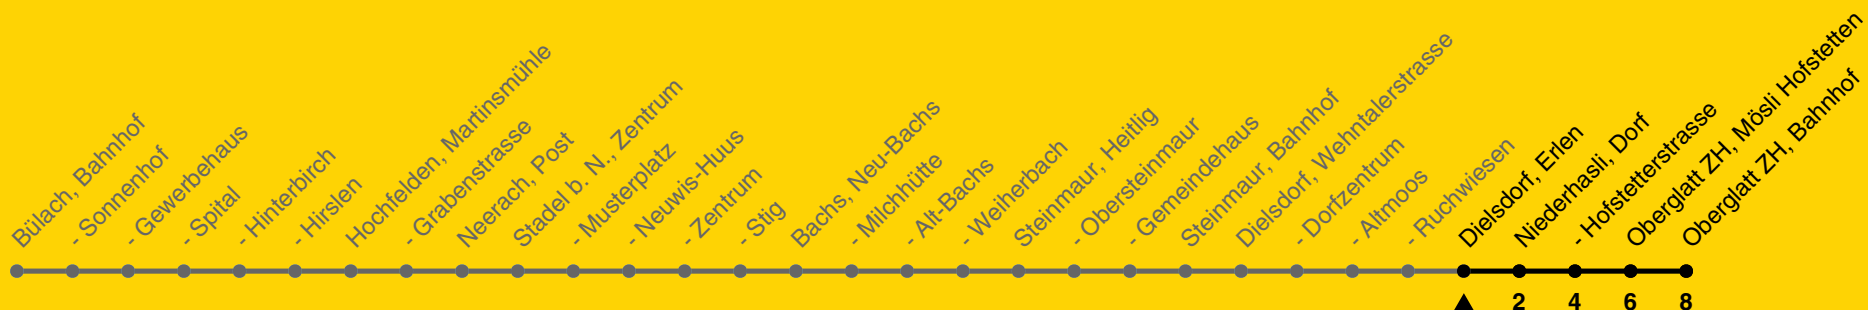 Bülach, Bahnhof
- Sonnenhof
- Gewerbehaus
- Spital
- Hinterbirch
- Hirslen
Hochfelden, Martinsmühle
- Grabenstrasse
Neerach, Post
Stadel b. N., Zentrum
- Musterplatz
- Neuwis-Huus
- Zentrum
- Stig
Bachs, Neu-Bachs
- Milchhütte
- Alt-Bachs
- Weiherbach
Steinmaur, Heitlig
- Obersteinmaur
- Gemeindehaus
Steinmaur, Bahnhof
Dielsdorf, Wehntalerstrasse
- Dorfzentrum
- Altmoos
- Ruchwiesen
Dielsdorf, Erlen
Niederhasli, Dorf
- Hofstetterstrasse
Oberglatt ZH, Mösli Hofstetten
Oberglatt ZH, Bahnhof
2 4 6 8